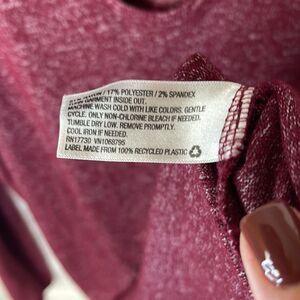 / 17% POLYESTER / 2% SPANDEX
GARMENT INSIDE OUT.
MACHINE WASH COLD WITH LIKE COLORS. GENTLE
CYCLE. ONLY NON-CHLORINE BLEACH IF NEEDED.
TUMBLE DRY LOW. REMOVE PROMPTLY.
COOL IRON IF NEEDED.
RN17730 VN1068795
LABEL MADE FROM 100% RECYCLED PLASTIC